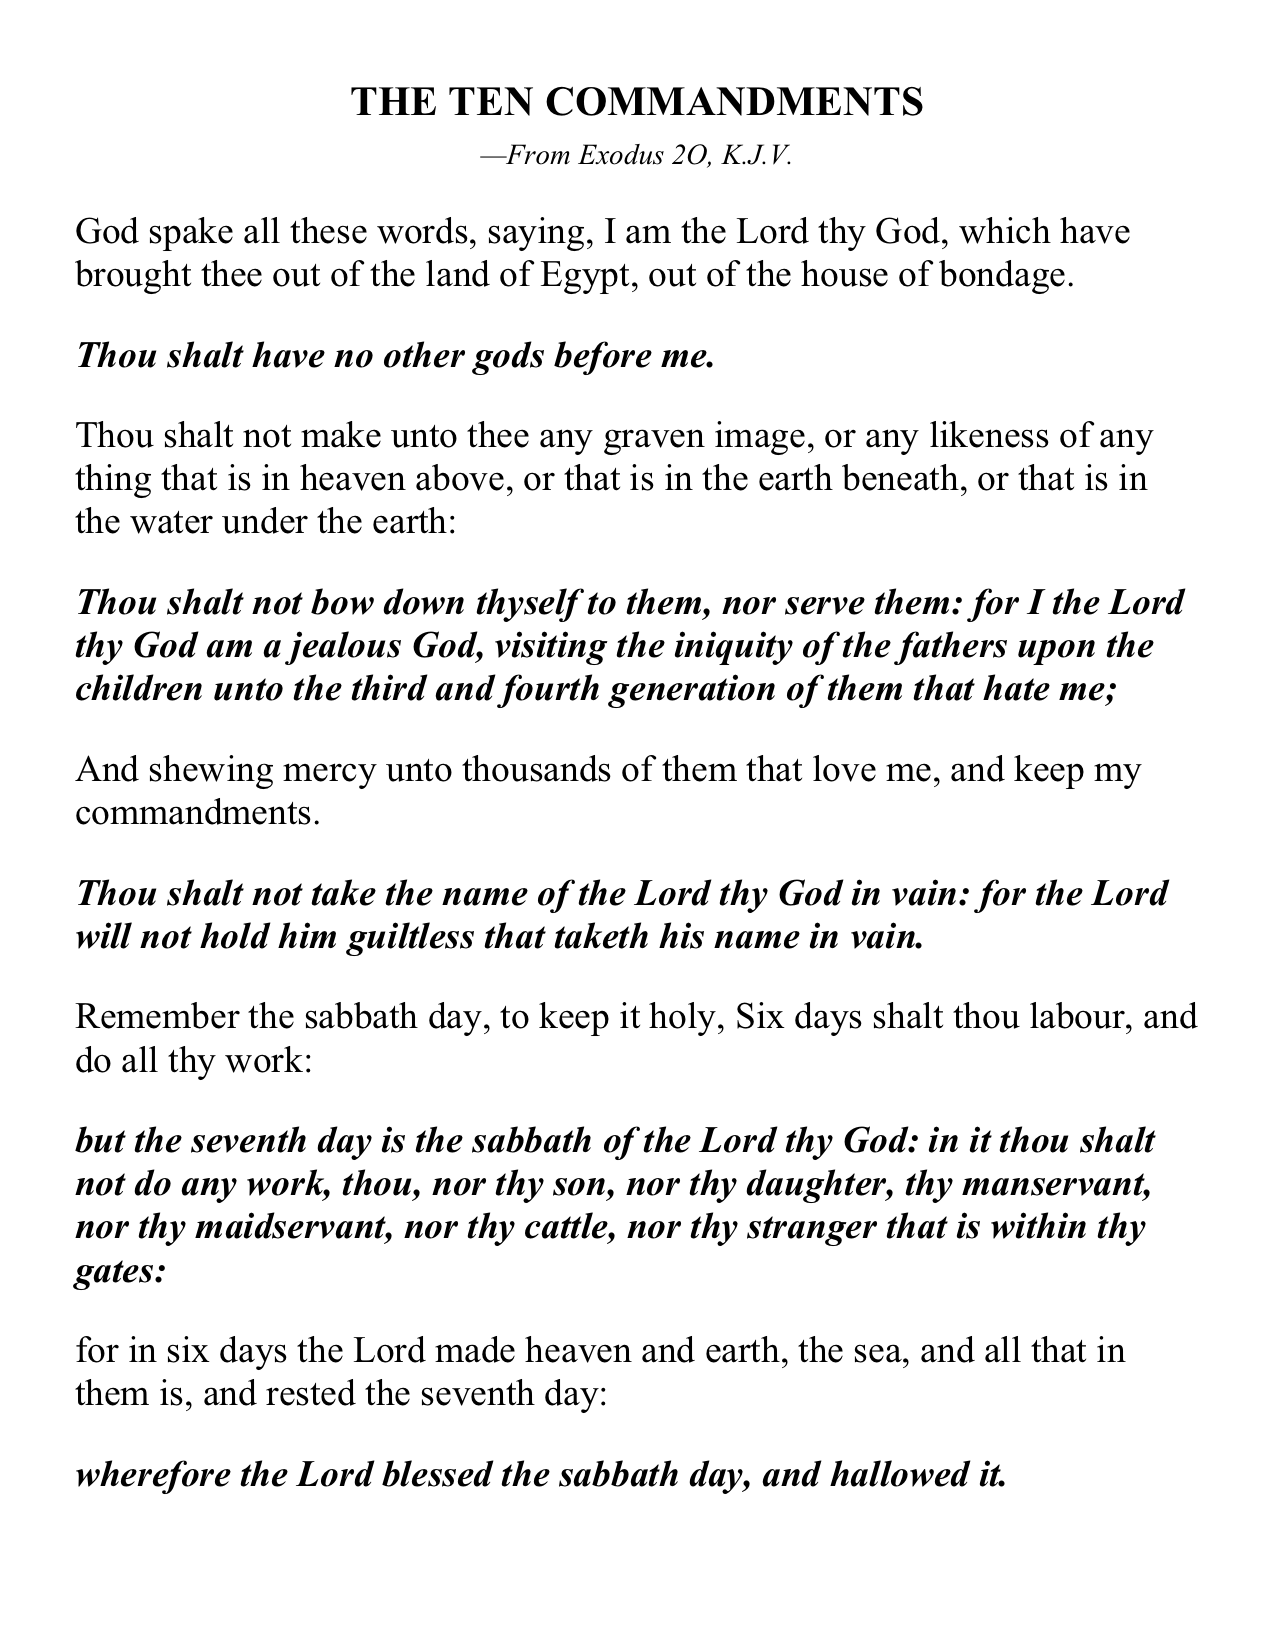 THE TEN COMMANDMENTS
—From Exodus 2O, K.J.V.
God spake all these words, saying, I am the Lord thy God, which have
brought thee out of the land of Egypt, out of the house of bondage.
Thou shalt have no other gods before me.
Thou shalt not make unto thee any graven image, or any likeness of any
thing that is in heaven above, or that is in the earth beneath, or that is in
the water under the earth:
Thou shalt not bow down thyself to them, nor serve them: for I the Lord
thy God am a jealous God, visiting the iniquity of the fathers upon the
children unto the third and fourth generation of them that hate me;
And shewing mercy unto thousands of them that love me, and keep my
commandments.
Thou shalt not take the name of the Lord thy God in vain: for the Lord
will not hold him guiltless that taketh his name in vain.
Remember the sabbath day, to keep it holy, Six days shalt thou labour, and
do all thy work:
but the seventh day is the sabbath of the Lord thy God: in it thou shalt
not do any work, thou, nor thy son, nor thy daughter, thy manservant,
nor thy maidservant, nor thy cattle, nor thy stranger that is within thy
gates:
for in six days the Lord made heaven and earth, the sea, and all that in
them is, and rested the seventh day:
wherefore the Lord blessed the sabbath day, and hallowed it.